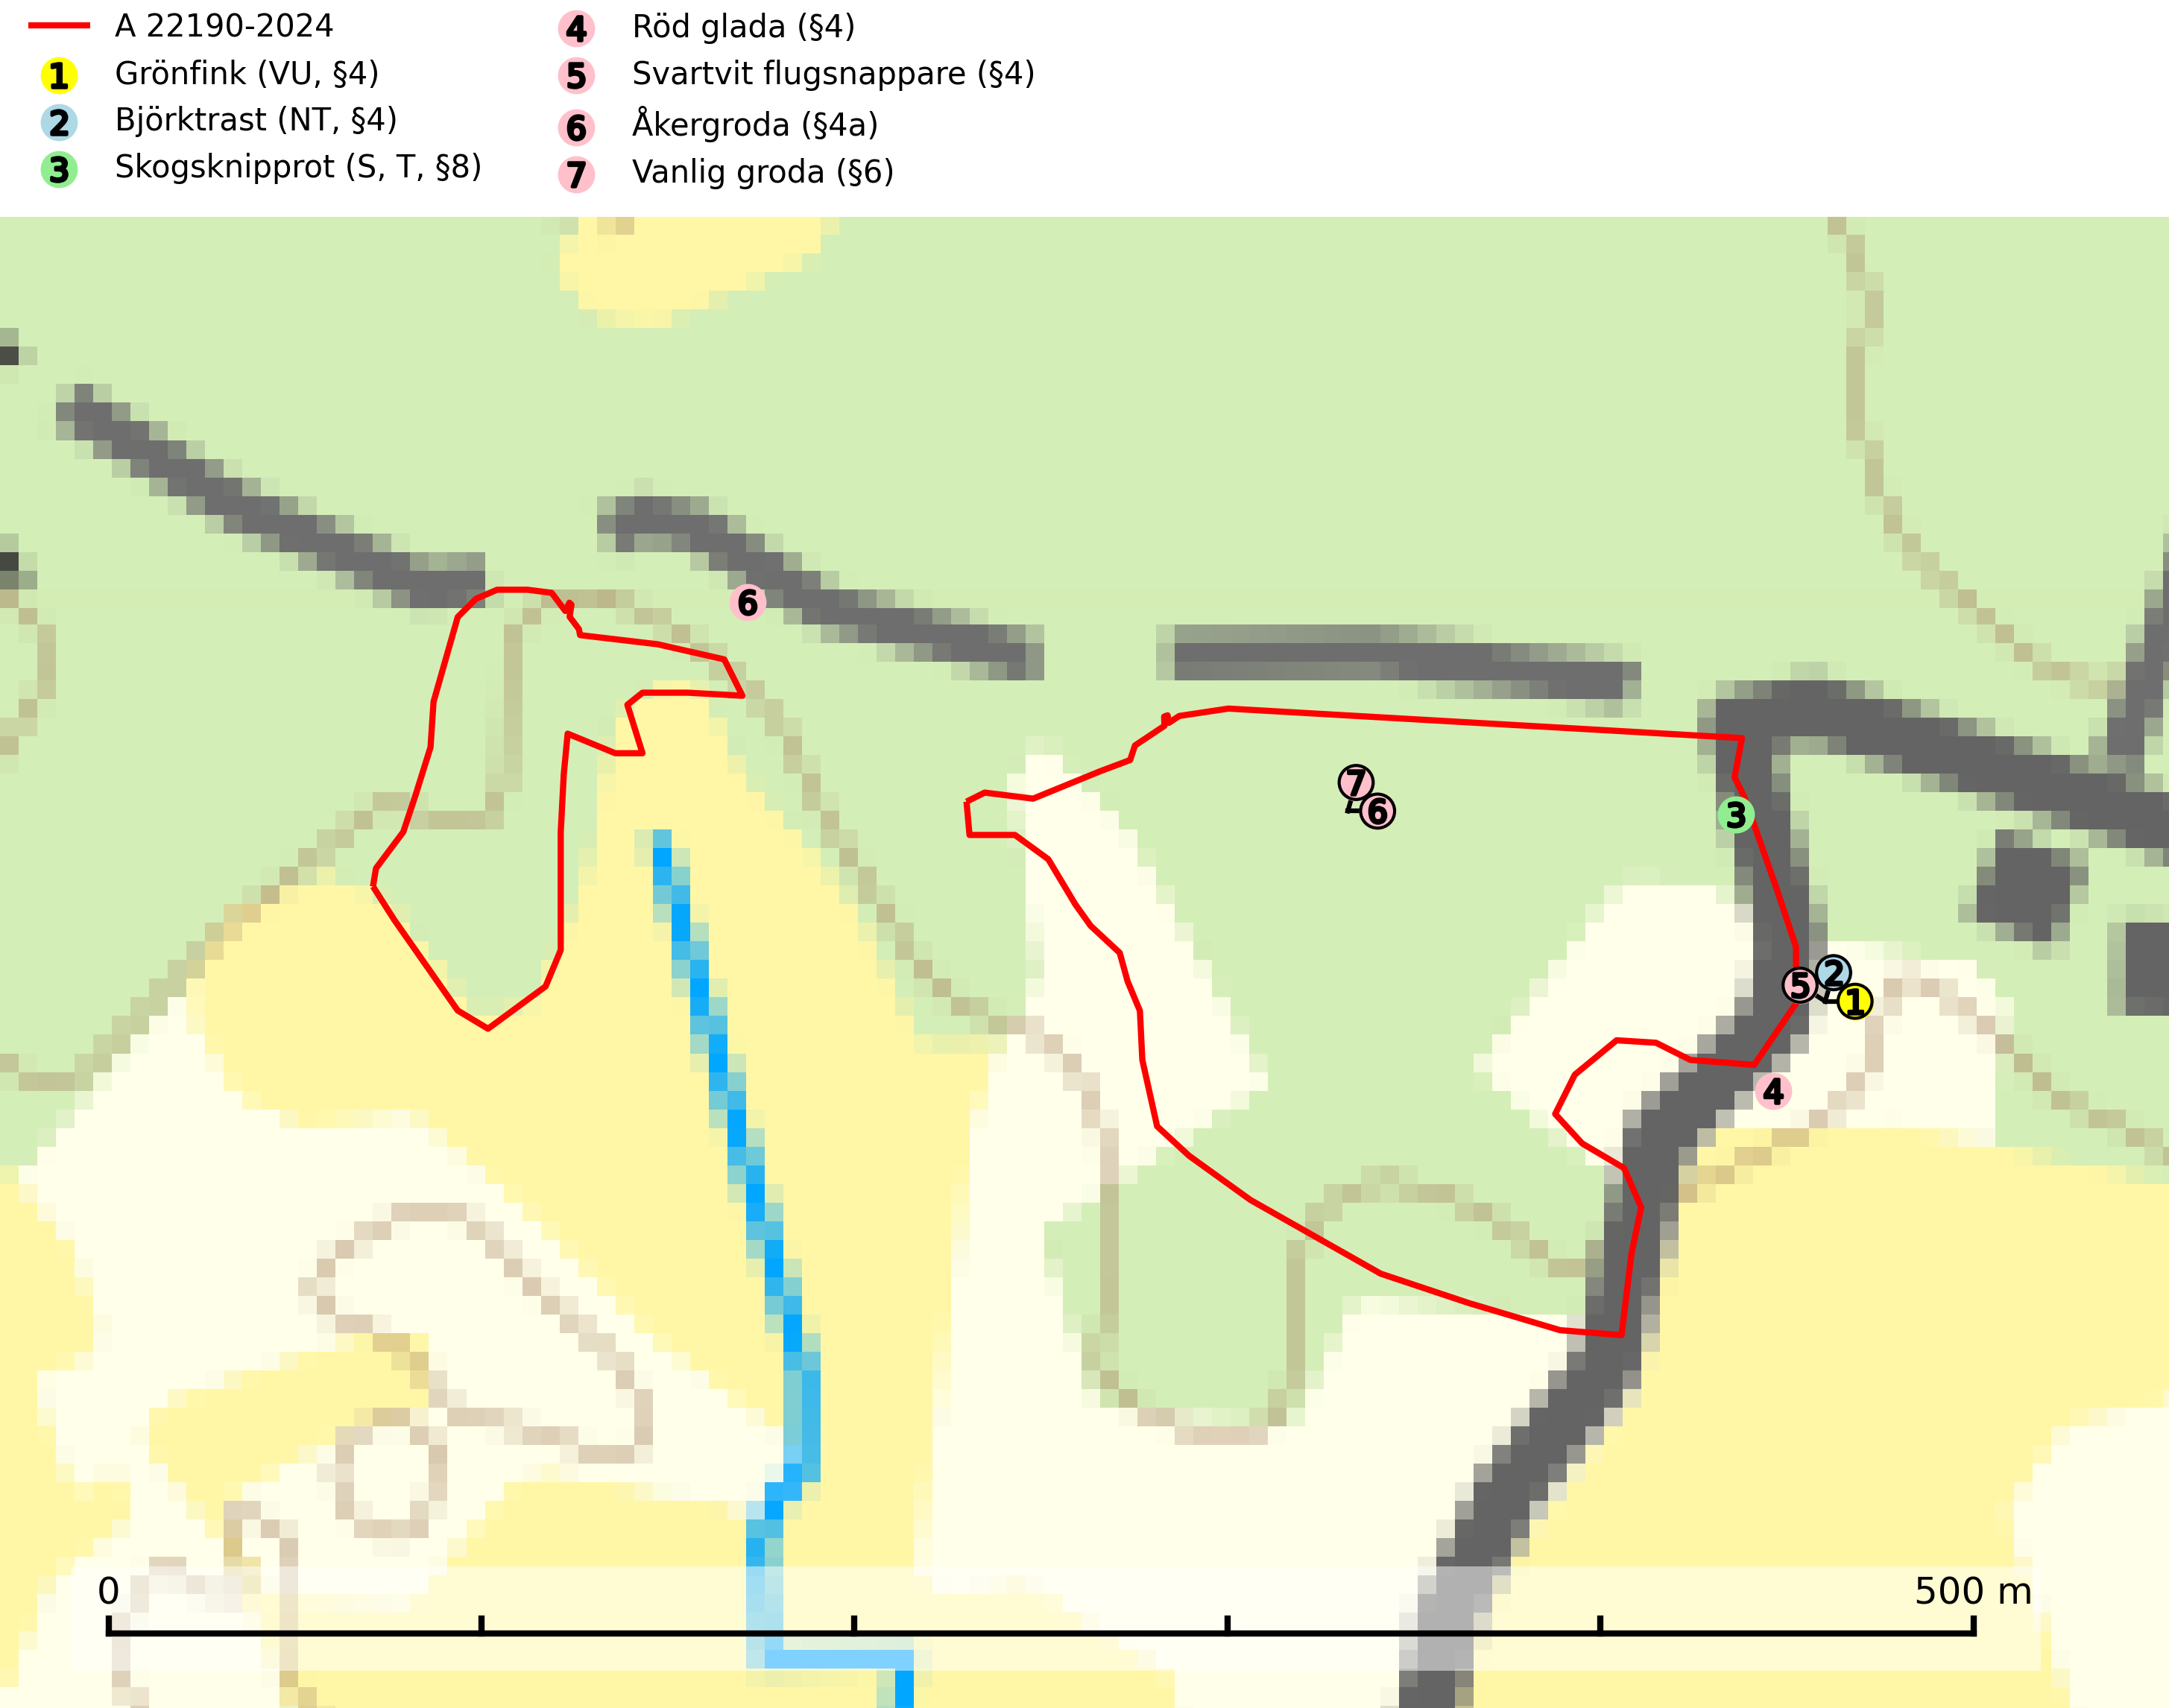 A 22190-2024
1 Grönfink (VU, §4)
2 Björktrast (NT, §4)
3 Skogsknipprot (S, T, §8)
4 Röd glada (§4)
5 Svartvit flugsnappare (§4)
6 Åkergroda (§4a)
7 Vanlig groda (§6)
6
7
6
3
2
5
1
4
0
500 m